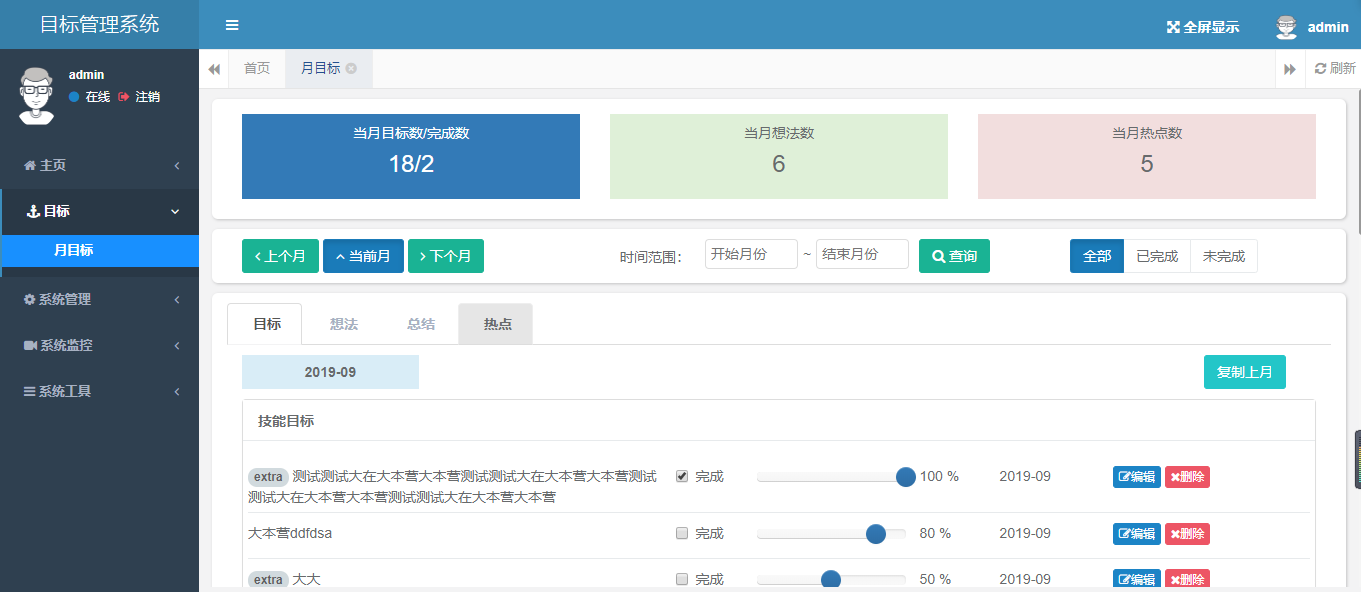 目标管理系统
全屏显示
admin
admin
在线 注销
首页
月目标
刷新
主页
目标
月目标
系统管理
系统监控
系统工具
当月目标数/完成数
18/2
当月想法数
6
当月热点数
5
上个月
当前月
下个月
时间范围：
开始月份
~
结束月份
查询
全部
已完成
未完成
目标
想法
总结
热点
2019-09
复制上月
技能目标
extra 测试测试大在大本营大本营测试测试大在大本营大本营测试
测试大在大本营大本营测试测试大在大本营大本营
完成
100 %
2019-09
编辑
删除
大本营ddfdsa
完成
80 %
2019-09
编辑
删除
extra 大大
完成
50 %
2019-09
编辑
删除